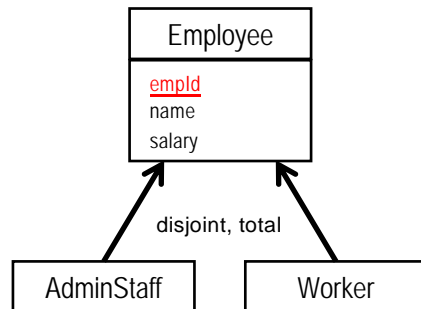 Employee
empId
name
salary
disjoint, total
AdminStaff
Worker